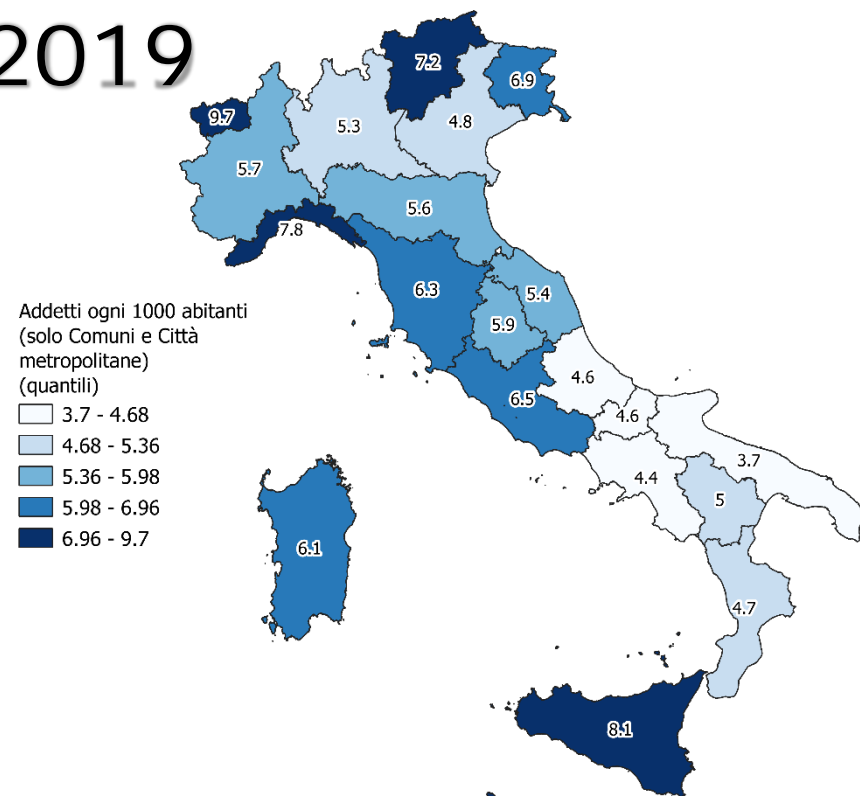 2019
7.2
6.9
9.7
5.3
4.8
5.7
5.6
7.8
6.3
5.4
5.9
Addetti ogni 1000 abitanti
(solo Comuni e Città
metropolitane)
(quantili)
3.7 - 4.68
4.68 - 5.36
5.36 - 5.98
5.98 - 6.96
6.96 - 9.7
4.6
6.5
4.6
3.7
4.4
5
6.1
4.7
8.1